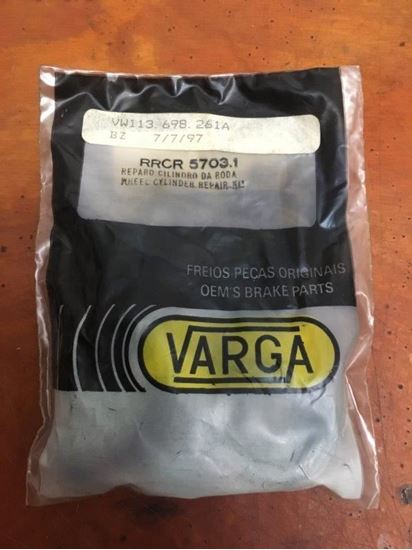 VW113.698.261A
BZ 7/7/97
RRCR 5703.1
REPARO CILINDRO DA RODA
WHEEL CYLINDER REPAIR KIT
FREIOS PEÇAS ORIGINAIS
OEM'S BRAKE PARTS
VARGA